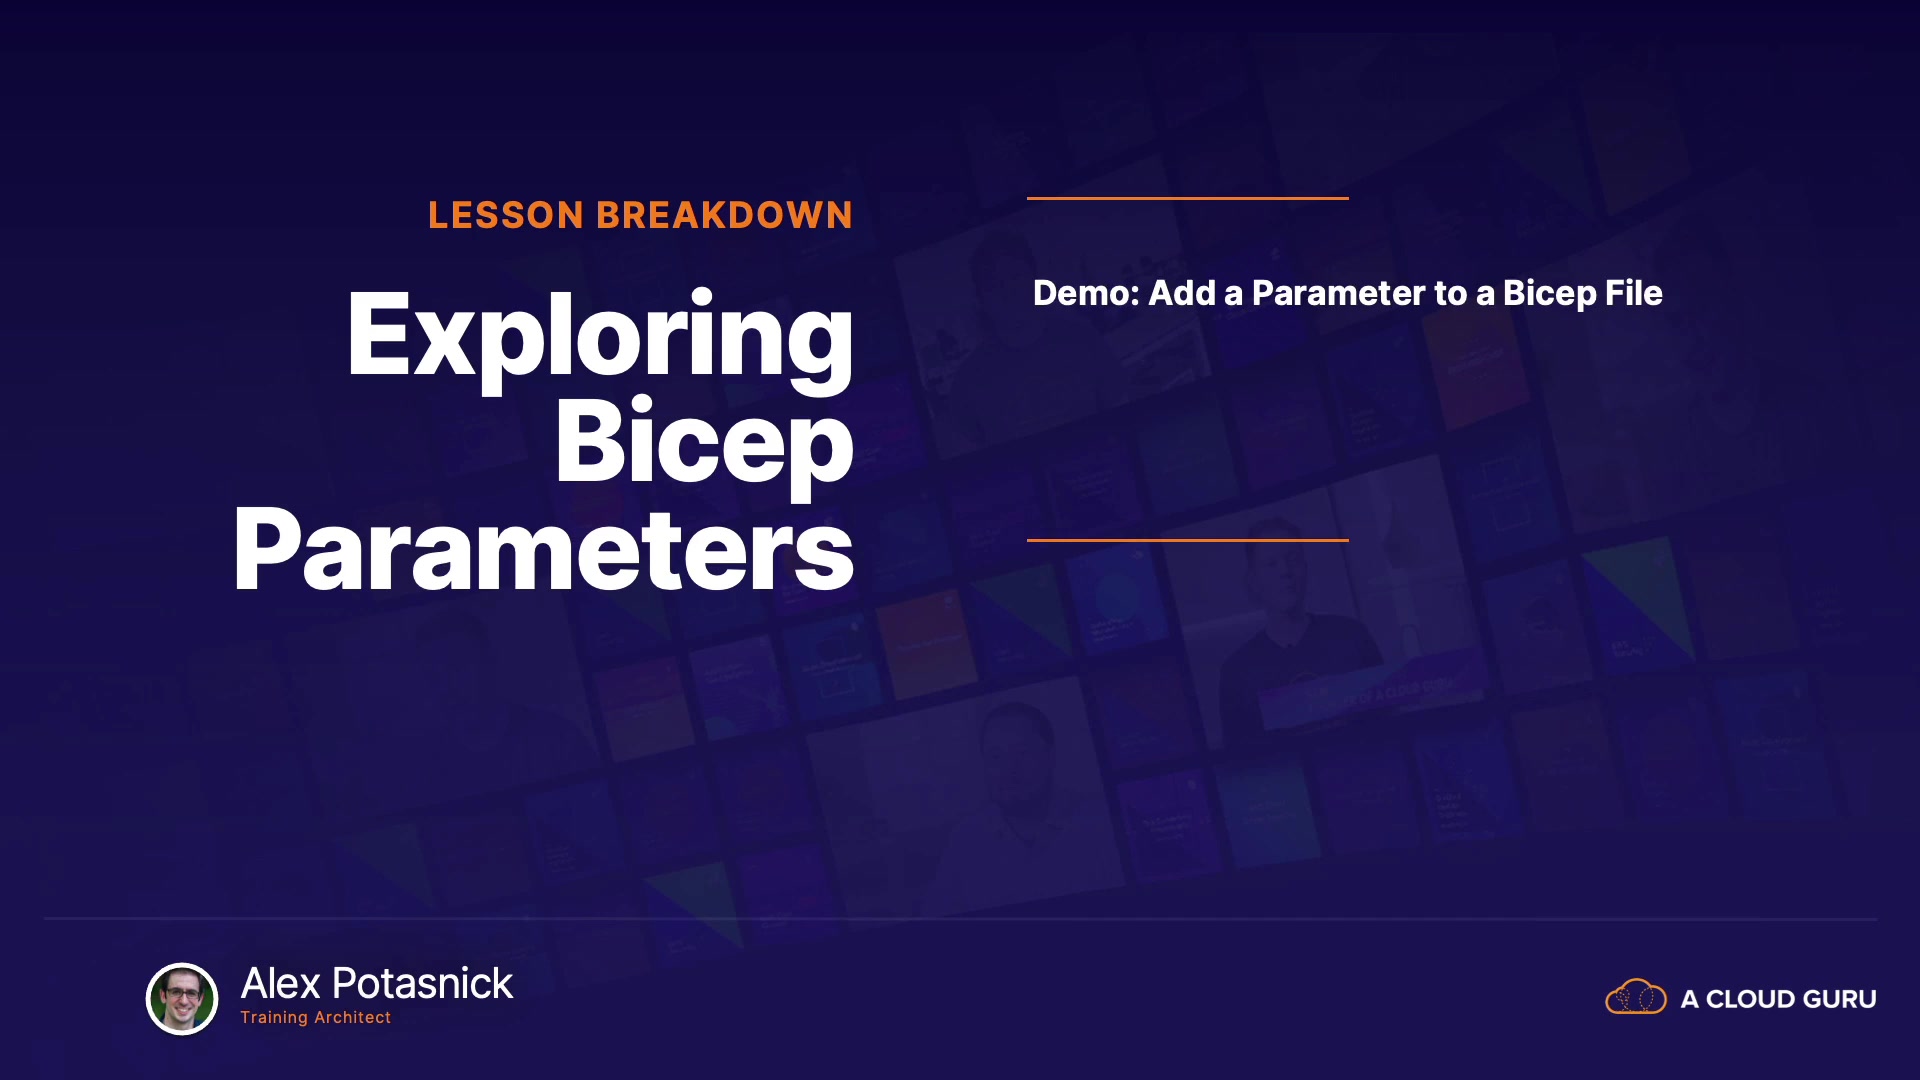 LESSON BREAKDOWN
Exploring
Bicep
Parameters
Demo: Add a Parameter to a Bicep File
Alex Potasnick
Training Architect
A CLOUD GURU